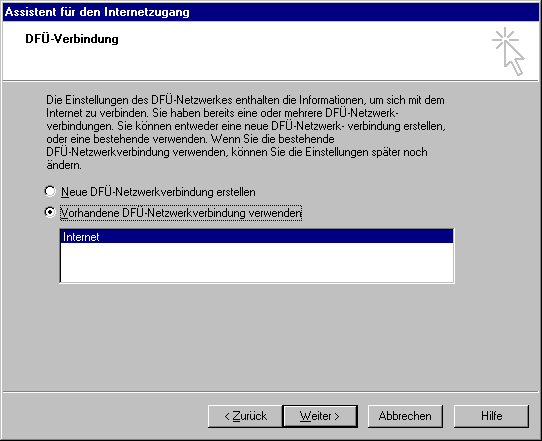 Assistent für den Internetzugang
DFÜ-Verbindung
Die Einstellungen des DFÜ-Netzwerkes enthalten die Informationen, um sich mit dem
Internet zu verbinden. Sie haben bereits eine oder mehrere DFÜ-Netzwerk-
verbindungen. Sie können entweder eine neue DFÜ-Netzwerk- verbindung erstellen,
oder eine bestehende verwenden. Wenn Sie die bestehende
DFÜ-Netzwerkverbindung verwenden, können Sie die Einstellungen später noch
ändern.
Neue DFÜ-Netzwerkverbindung erstellen
Vorhandene DFÜ-Netzwerkverbindung verwenden
Internet
< Zurück Weiter > Abbrechen Hilfe